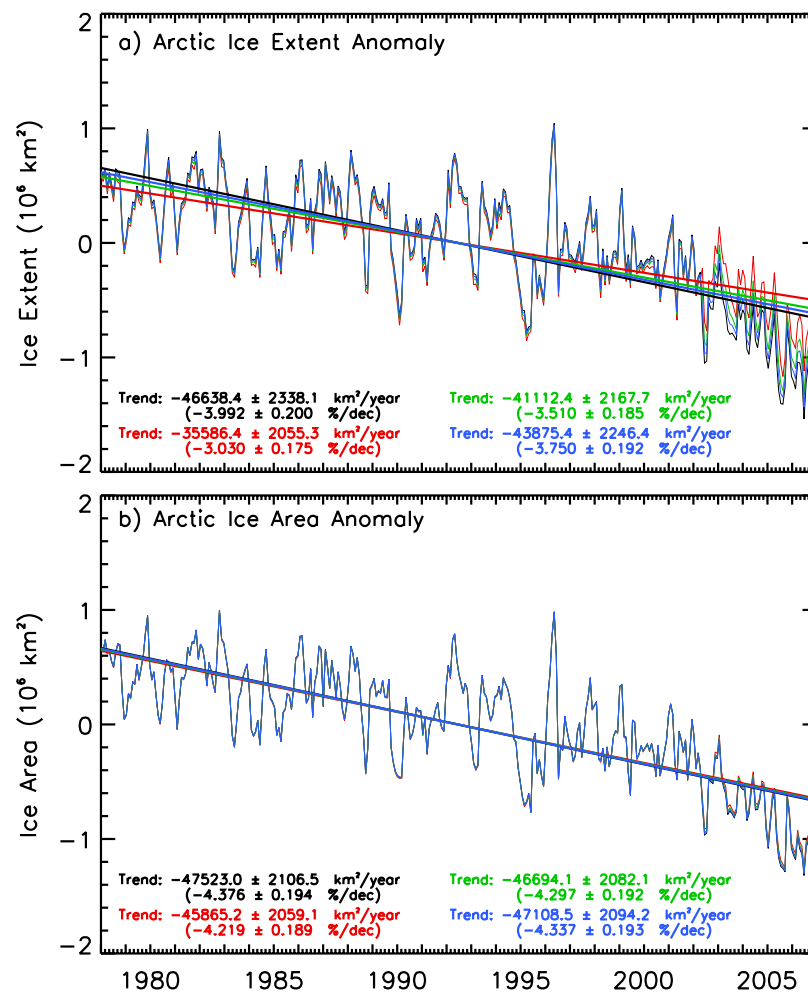 2
a) Arctic Ice Extent Anomaly
1
0
−1
−2
Ice Extent (10⁶ km²)
Trend: −46638.4 ± 2338.1 km²/year
(−3.992 ± 0.200 %/dec)
Trend: −35586.4 ± 2055.3 km²/year
(−3.030 ± 0.175 %/dec)
Trend: −41112.4 ± 2167.7 km²/year
(−3.510 ± 0.185 %/dec)
Trend: −43875.4 ± 2246.4 km²/year
(−3.750 ± 0.192 %/dec)
2
b) Arctic Ice Area Anomaly
1
0
−1
−2
Ice Area (10⁶ km²)
Trend: −47523.0 ± 2106.5 km²/year
(−4.376 ± 0.194 %/dec)
Trend: −45865.2 ± 2059.1 km²/year
(−4.219 ± 0.189 %/dec)
Trend: −46694.1 ± 2082.1 km²/year
(−4.297 ± 0.192 %/dec)
Trend: −47108.5 ± 2094.2 km²/year
(−4.337 ± 0.193 %/dec)
1980 1985 1990 1995 2000 2005